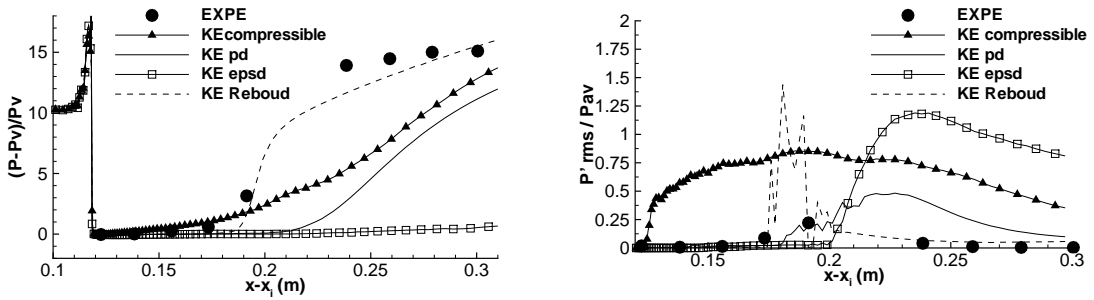 EXPE
KEcompressible
KE pd
KE epsd
KE Reboud
(P-Pv)/Pv
15
10
5
0
0.1
0.15
0.2
0.25
0.3
x-xi (m)
EXPE
KE compressible
KE pd
KE epsd
KE Reboud
P' rms / Pav
2
1.75
1.5
1.25
1
0.75
0.5
0.25
0
0.15
0.2
0.25
0.3
x-xi (m)